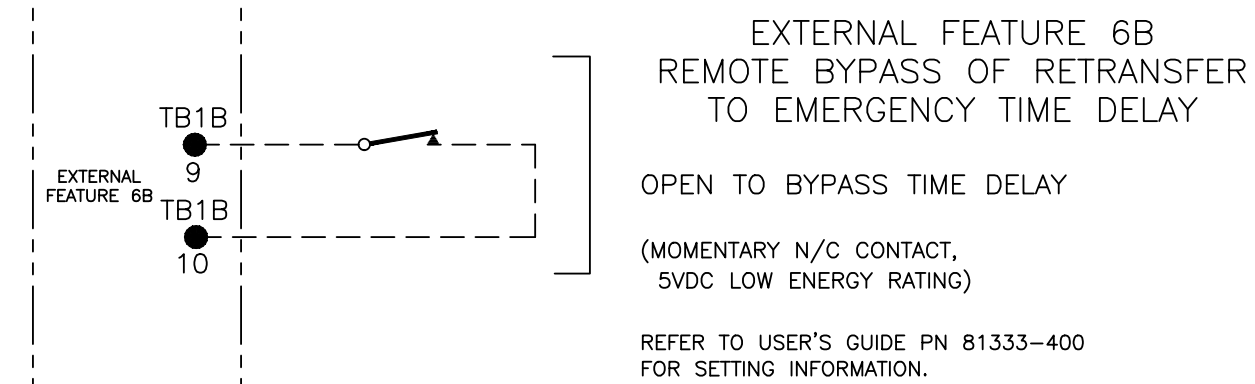 EXTERNAL
FEATURE 6B
TB1B
9
TB1B
10
EXTERNAL FEATURE 6B
REMOTE BYPASS OF RETRANSFER
TO EMERGENCY TIME DELAY
OPEN TO BYPASS TIME DELAY
(MOMENTARY N/C CONTACT,
5VDC LOW ENERGY RATING)
REFER TO USER'S GUIDE PN 81333-400
FOR SETTING INFORMATION.